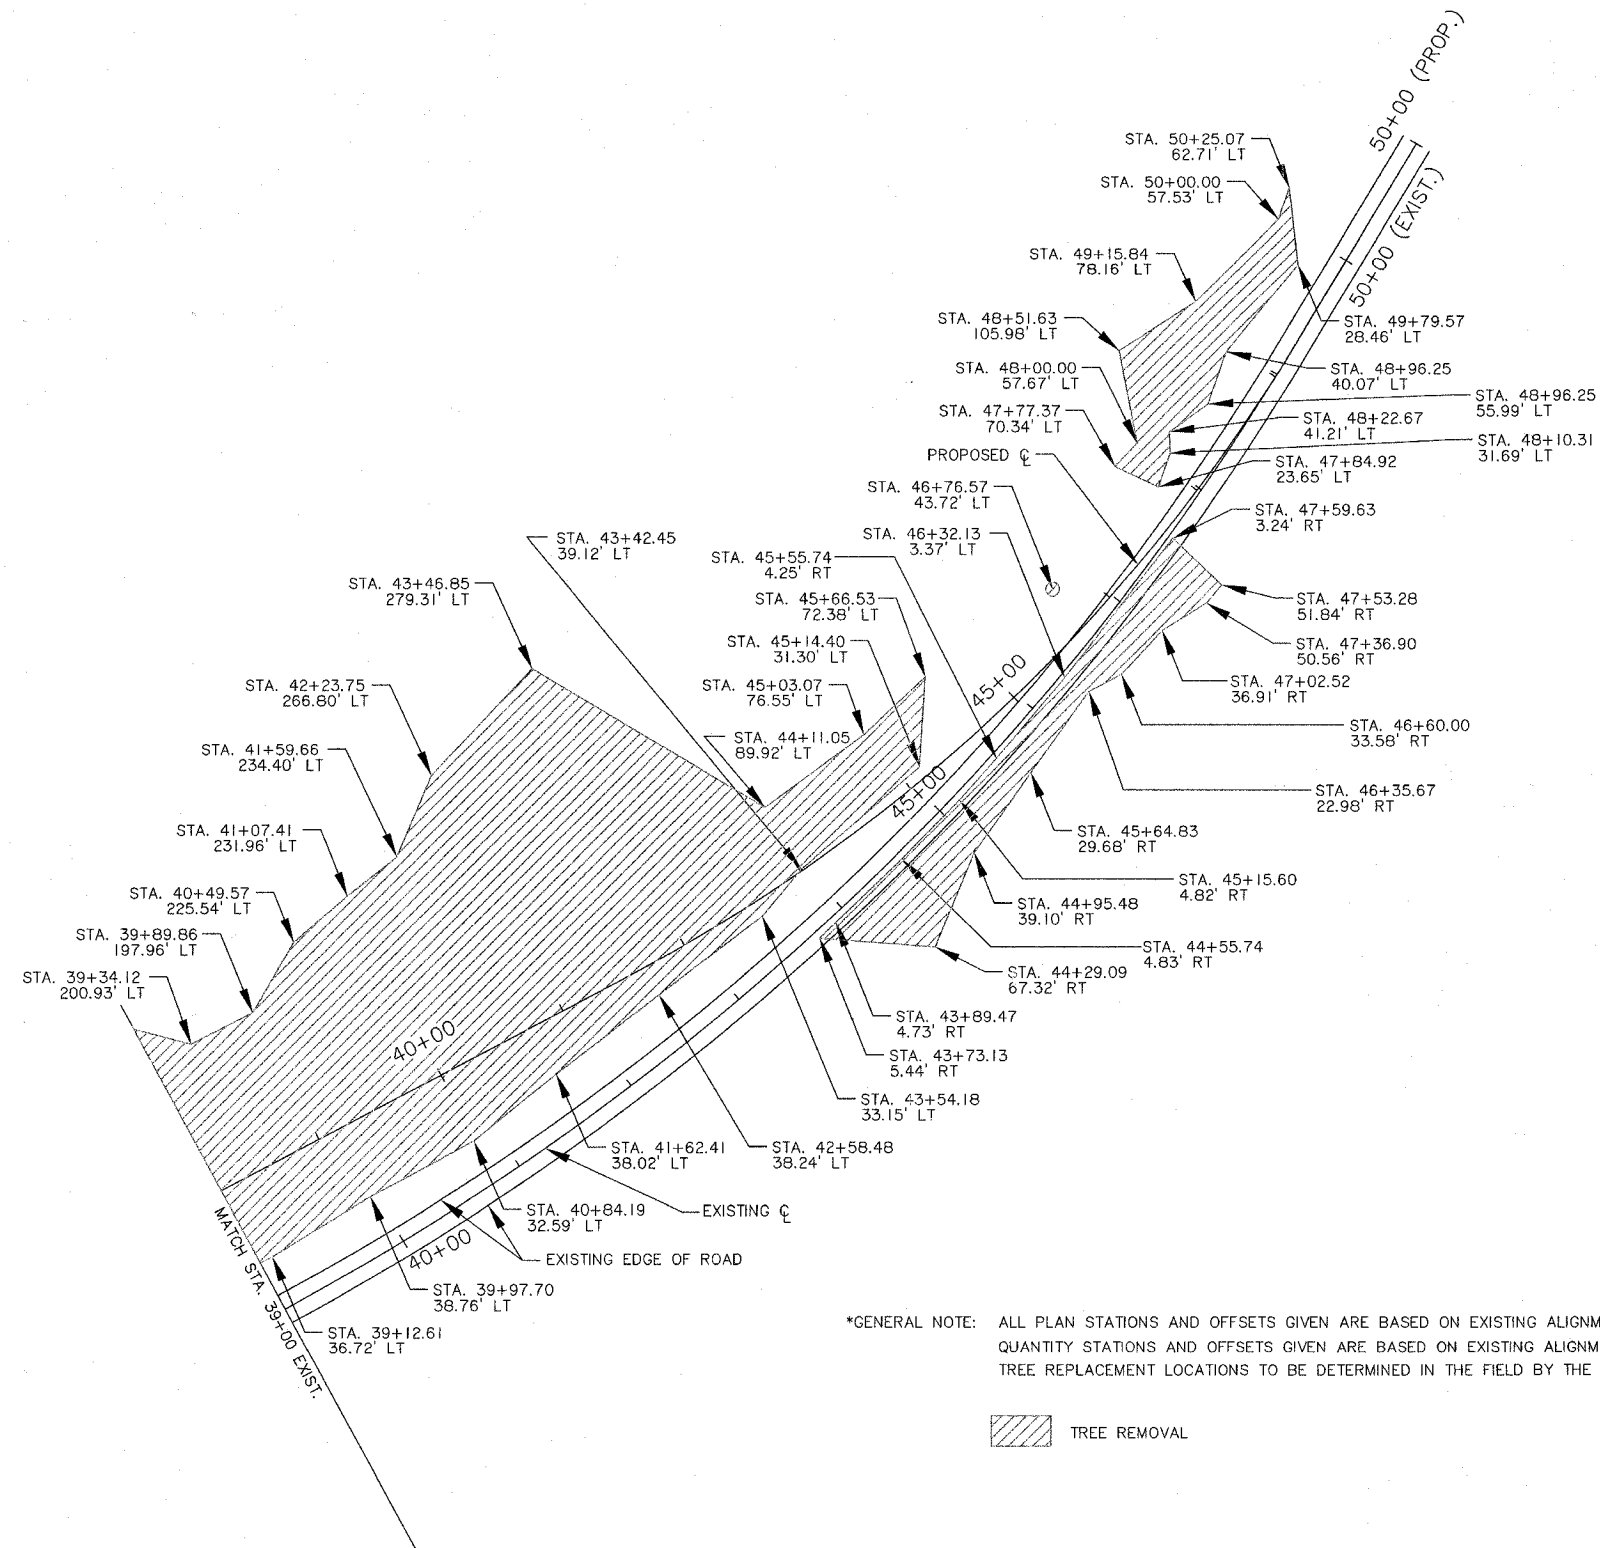 50+00 (PROP.)
50+00 (EXIST.)
STA. 50+25.07
62.71' LT
STA. 50+00.00
57.53' LT
STA. 49+15.84
78.16' LT
STA. 48+51.63
105.98' LT
STA. 48+00.00
57.67' LT
STA. 47+77.37
70.34' LT
PROPOSED ℄
STA. 49+79.57
28.46' LT
STA. 48+96.25
40.07' LT
STA. 48+96.25
55.99' LT
STA. 48+22.67
41.21' LT
STA. 48+10.31
31.69' LT
STA. 47+84.92
23.65' LT
STA. 46+76.57
43.72' LT
STA. 46+32.13
3.37' LT
STA. 47+59.63
3.24' RT
STA. 43+42.45
39.12' LT
STA. 45+55.74
4.25' RT
STA. 45+66.53
72.38' LT
STA. 45+14.40
31.30' LT
STA. 45+03.07
76.55' LT
STA. 44+11.05
89.92' LT
STA. 43+46.85
279.31' LT
STA. 42+23.75
266.80' LT
STA. 41+59.66
234.40' LT
STA. 41+07.41
231.96' LT
STA. 40+49.57
225.54' LT
STA. 39+89.86
197.96' LT
STA. 39+34.12
200.93' LT
45+00
45+00
40+00
40+00
STA. 47+53.28
51.84' RT
STA. 47+36.90
50.56' RT
STA. 47+02.52
36.91' RT
STA. 46+60.00
33.58' RT
STA. 46+35.67
22.98' RT
STA. 45+64.83
29.68' RT
STA. 45+15.60
4.82' RT
STA. 44+95.48
39.10' RT
STA. 44+55.74
4.83' RT
STA. 44+29.09
67.32' RT
STA. 43+89.47
4.73' RT
STA. 43+73.13
5.44' RT
STA. 43+54.18
33.15' LT
STA. 42+58.48
38.24' LT
STA. 41+62.41
38.02' LT
STA. 40+84.19
32.59' LT
EXISTING ℄
EXISTING EDGE OF ROAD
STA. 39+97.70
38.76' LT
STA. 39+12.61
36.72' LT
MATCH STA. 39+00 EXIST.
*GENERAL NOTE: ALL PLAN STATIONS AND OFFSETS GIVEN ARE BASED ON EXISTING ALIGNM
QUANTITY STATIONS AND OFFSETS GIVEN ARE BASED ON EXISTING ALIGNM
TREE REPLACEMENT LOCATIONS TO BE DETERMINED IN THE FIELD BY THE
TREE REMOVAL